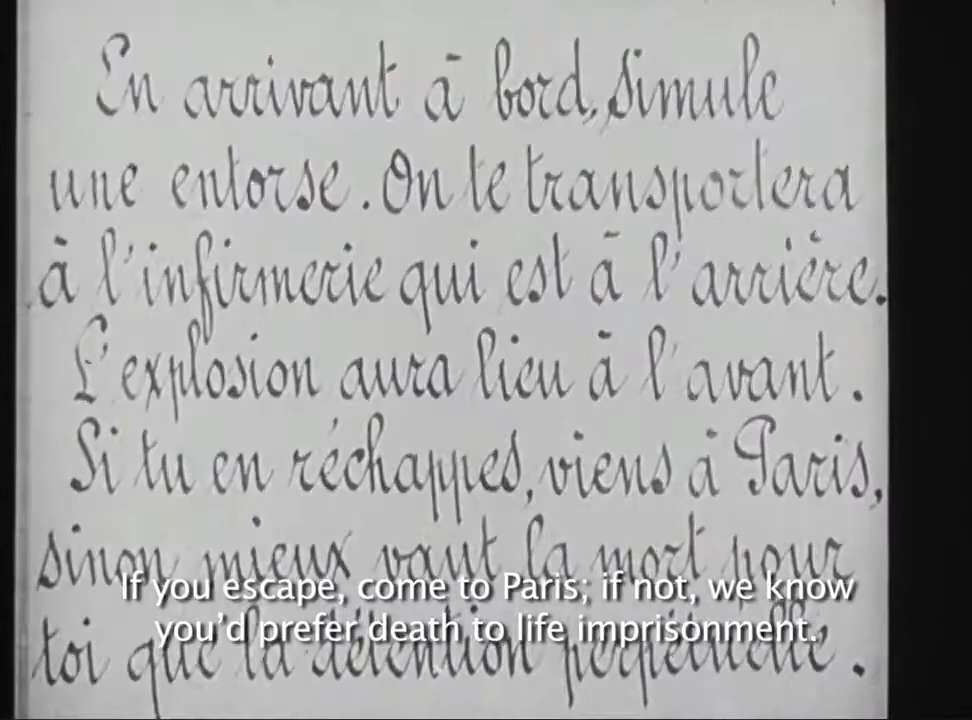 En arrivant à bord, simule
une entorse. On te transportera
à l'infirmerie qui est à l'arrière.
L'explosion aura lieu à l'avant.
Si tu en réchappes, viens à Paris,
sinon mieux vaut la mort pour
If you escape, come to Paris; if not, we know
toi que la détention perpétuelle.
you'd prefer death to life imprisonment.